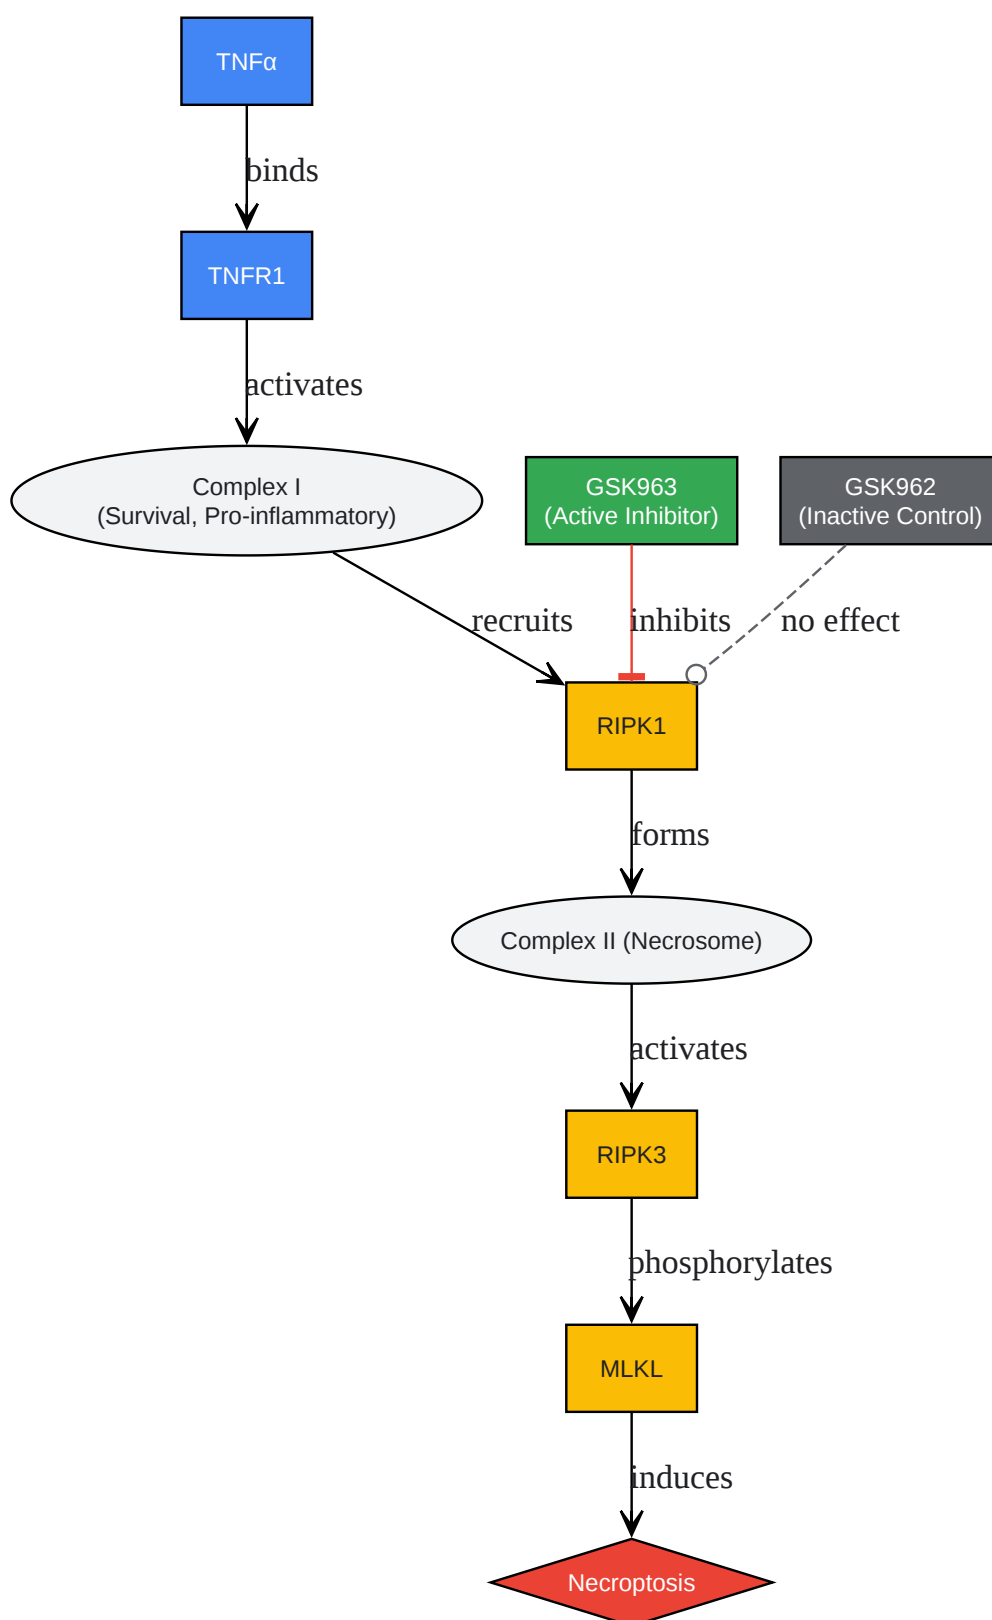 TNFα
binds
TNFR1
activates
Complex I
(Survival, Pro-inflammatory)
GSK963
(Active Inhibitor)
GSK962
(Inactive Control)
recruits
inhibits
no effect
RIPK1
forms
Complex II (Necrosome)
activates
RIPK3
phosphorylates
MLKL
induces
Necroptosis